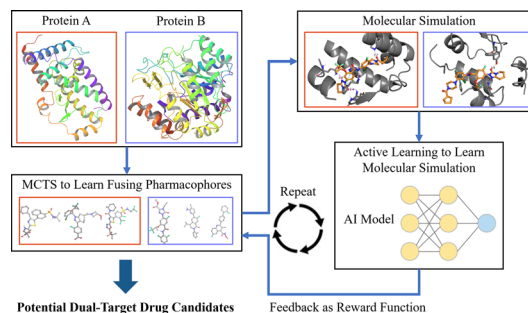 Protein A
Protein B
Molecular Simulation
MCTS to Learn Fusing Pharmacophores
Active Learning to Learn
Molecular Simulation
Repeat
AI Model
Potential Dual-Target Drug Candidates
Feedback as Reward Function